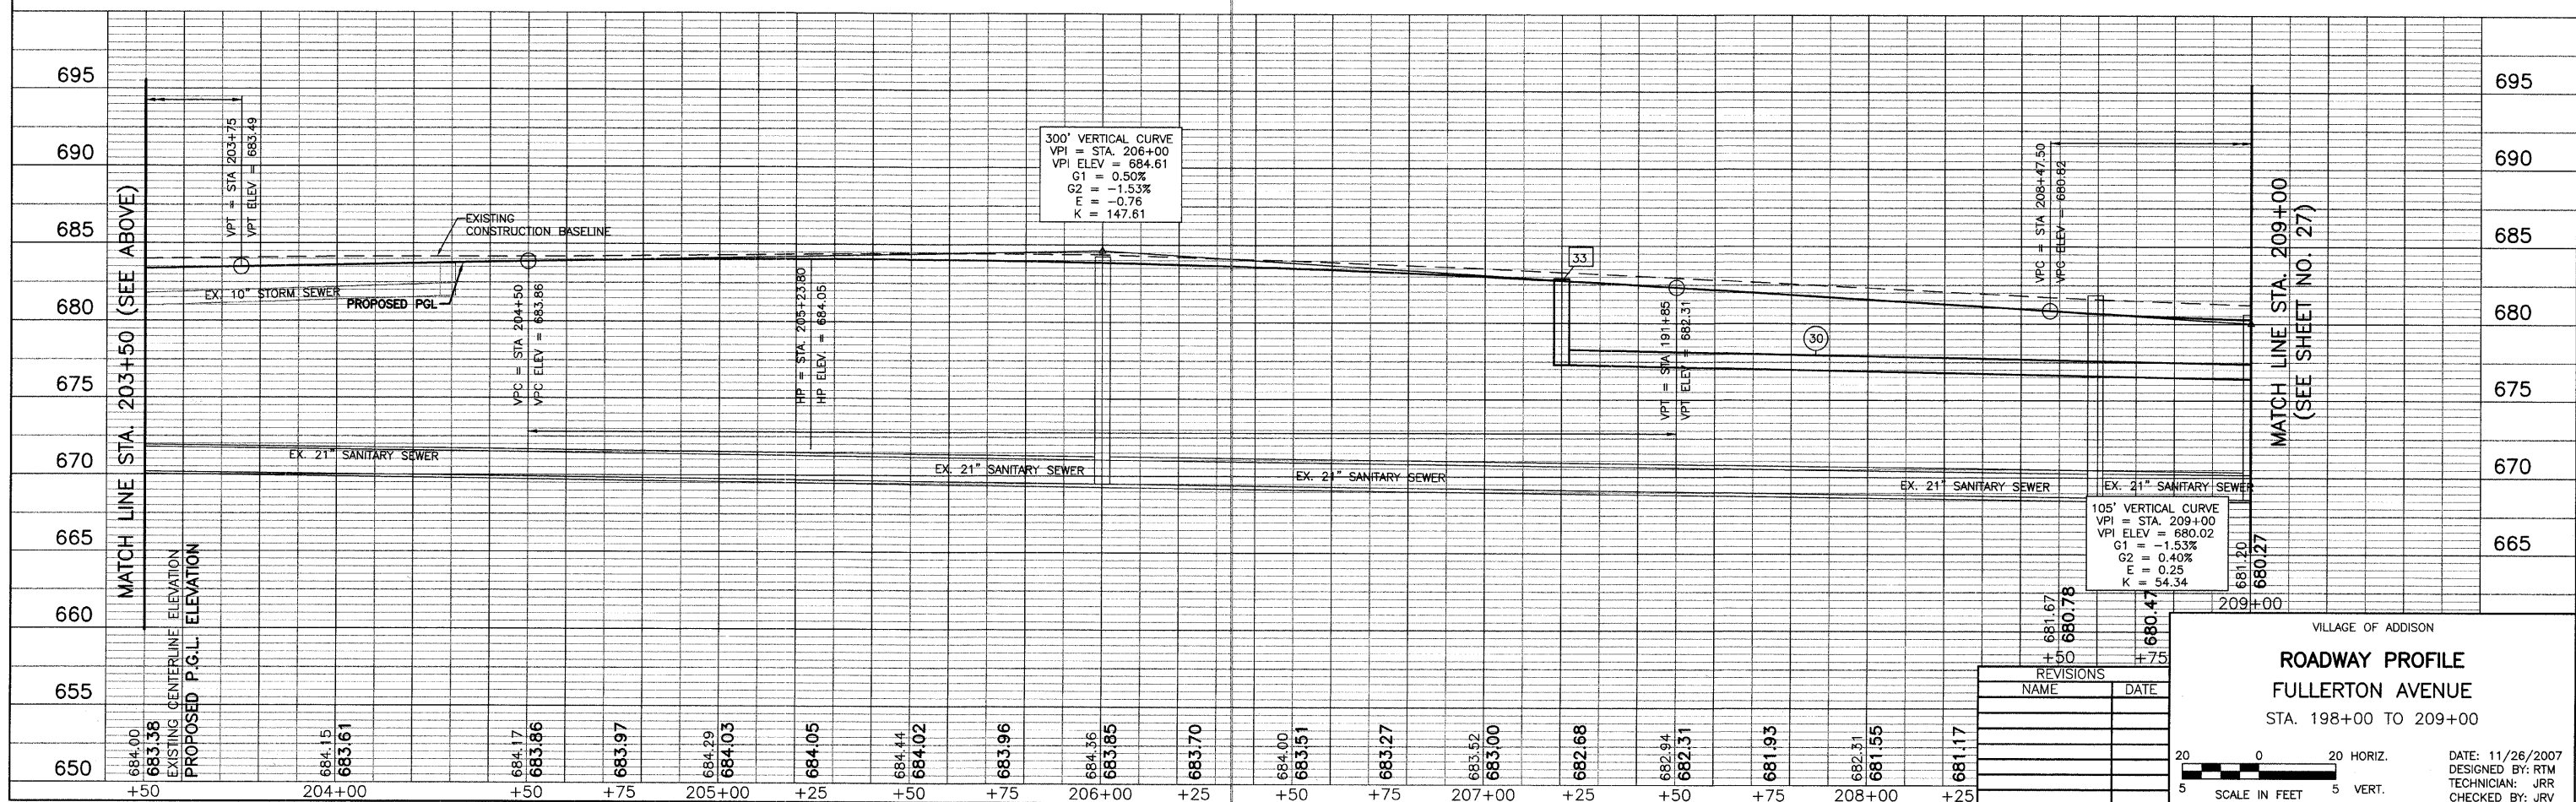 695
690
685
680
675
670
665
660
655
650
MATCH LINE STA. 203+50 (SEE ABOVE)
VPT = STA 203+75
VPT ELEV = 683.49
EXISTING
CONSTRUCTION BASELINE
EX. 10" STORM SEWER
PROPOSED PGL
VPC = STA 204+50
VPC ELEV = 683.86
HP = STA. 205+23.80
HP ELEV = 684.05
300' VERTICAL CURVE
VPI = STA. 206+00
VPI ELEV = 684.61
G1 = 0.50%
G2 = -1.53%
E = -0.76
K = 147.61
33
30
VPT = STA 191+85
VPT ELEV = 682.31
VPC = STA 208+47.50
VPC ELEV = 680.82
MATCH LINE STA. 209+00
(SEE SHEET NO. 27)
695
690
685
680
675
670
665
EX. 21" SANITARY SEWER
EX. 21" SANITARY SEWER
EX. 21" SANITARY SEWER
EX. 21" SANITARY SEWER
EX. 21" SANITARY SEWER
105' VERTICAL CURVE
VPI = STA. 209+00
VPI ELEV = 680.02
G1 = -1.53%
G2 = 0.40%
E = 0.25
K = 54.34
EXISTING CENTERLINE ELEVATION
PROPOSED P.G.L. ELEVATION
684.00
683.38
684.15
683.61
684.17
683.86
683.97
684.29
684.03
684.05
684.44
684.02
683.96
684.36
683.85
683.70
684.00
683.51
683.27
683.52
683.00
682.68
682.94
682.31
681.93
682.31
681.55
681.17
681.67
680.78
680.47
681.20
680.27
+50 204+00 +50 +75 205+00 +25 +50 +75 206+00 +25 +50 +75 207+00 +25 +50 +75 208+00 +25
+50 +75
209+00
REVISIONS
NAME DATE
VILLAGE OF ADDISON
ROADWAY PROFILE
FULLERTON AVENUE
STA. 198+00 TO 209+00
20 0 20 HORIZ.
5 SCALE IN FEET 5 VERT.
DATE: 11/26/2007
DESIGNED BY: RTM
TECHNICIAN: JRR
CHECKED BY: JRV